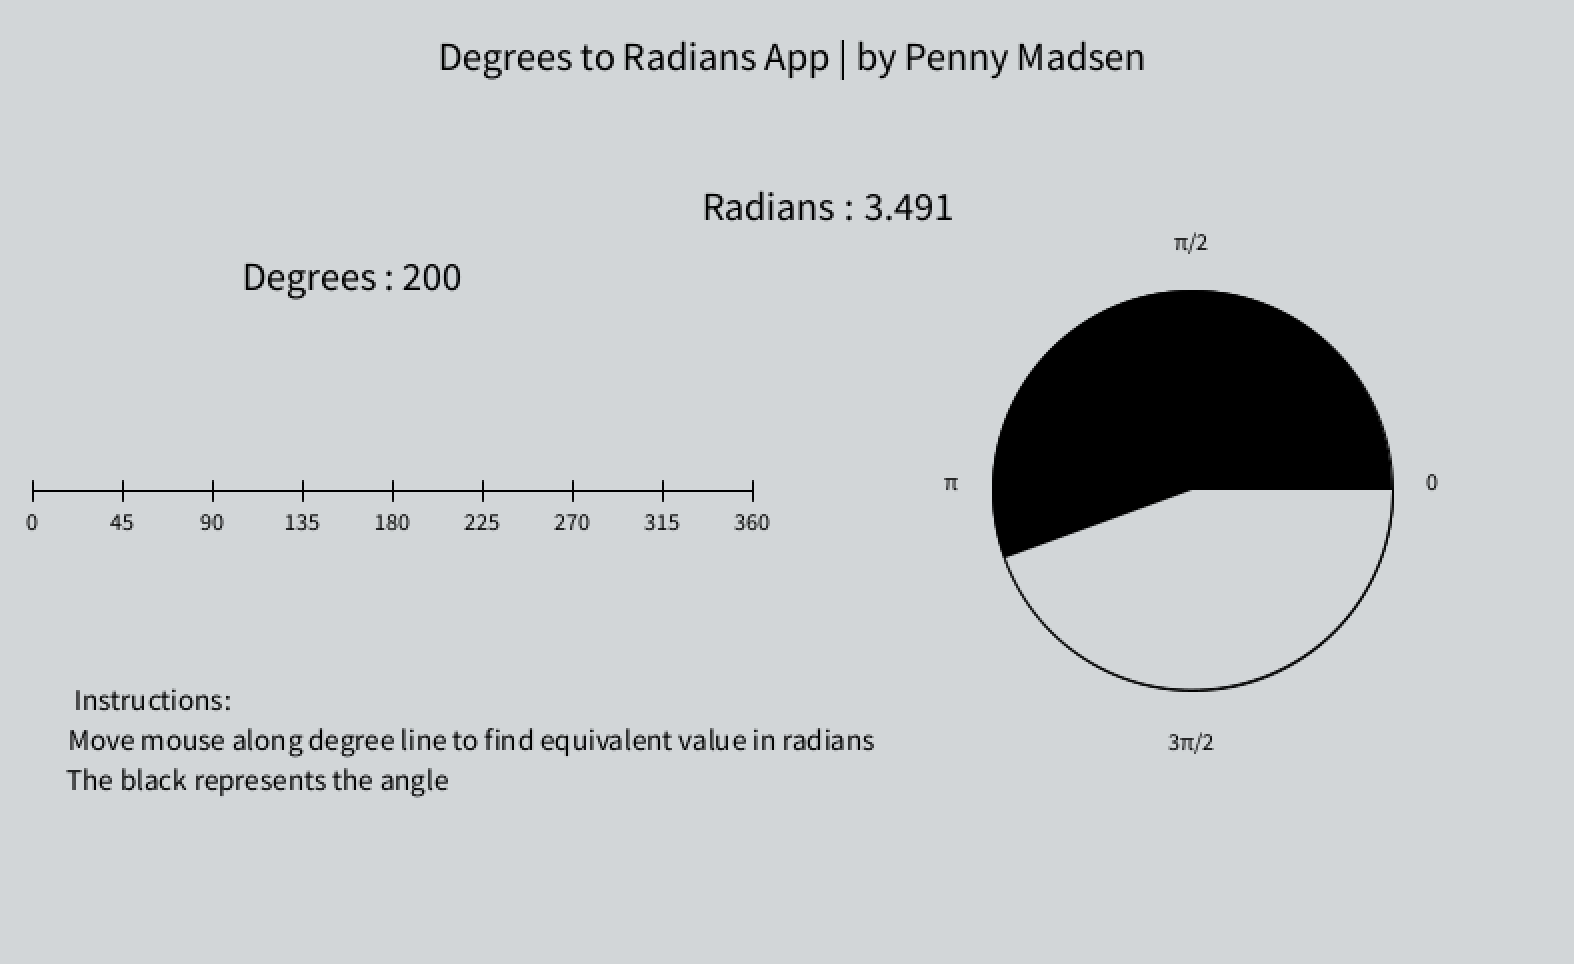 Degrees to Radians App | by Penny Madsen
Radians : 3.491
π/2
Degrees : 200
π
0
0 45 90 135 180 225 270 315 360
Instructions:
Move mouse along degree line to find equivalent value in radians
The black represents the angle
3π/2